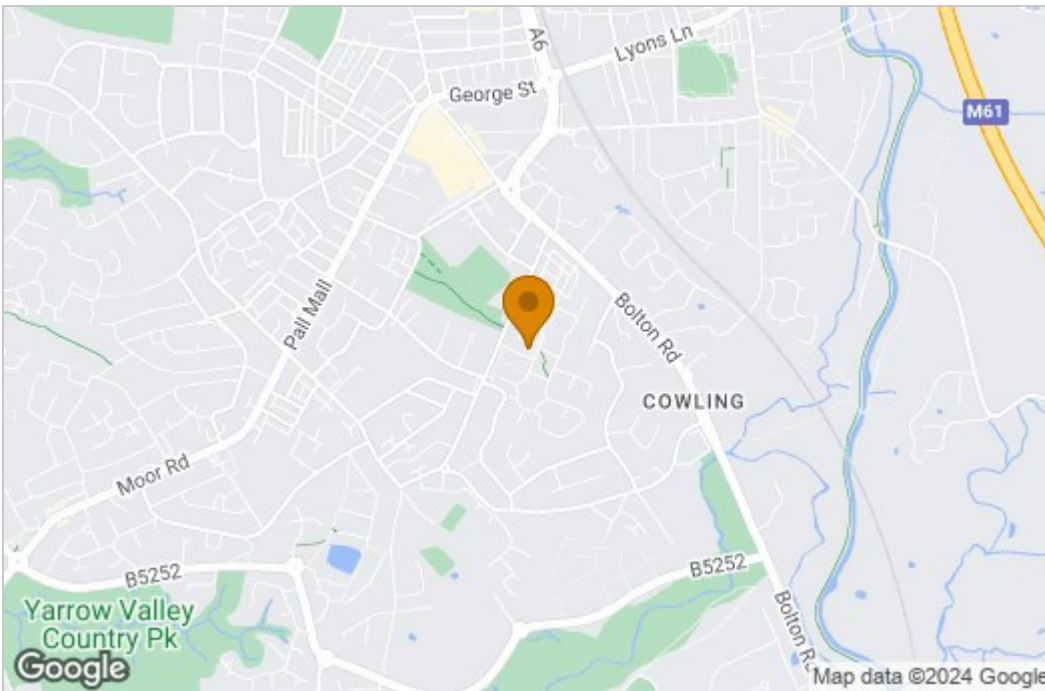 A6
Lyons Ln
George St
M61
Pall Mall
Bolton Rd
COWLING
Moor Rd
B5252
B5252
Yarrow Valley
Country Pk
Bolton Rd
Google
Map data ©2024 Google